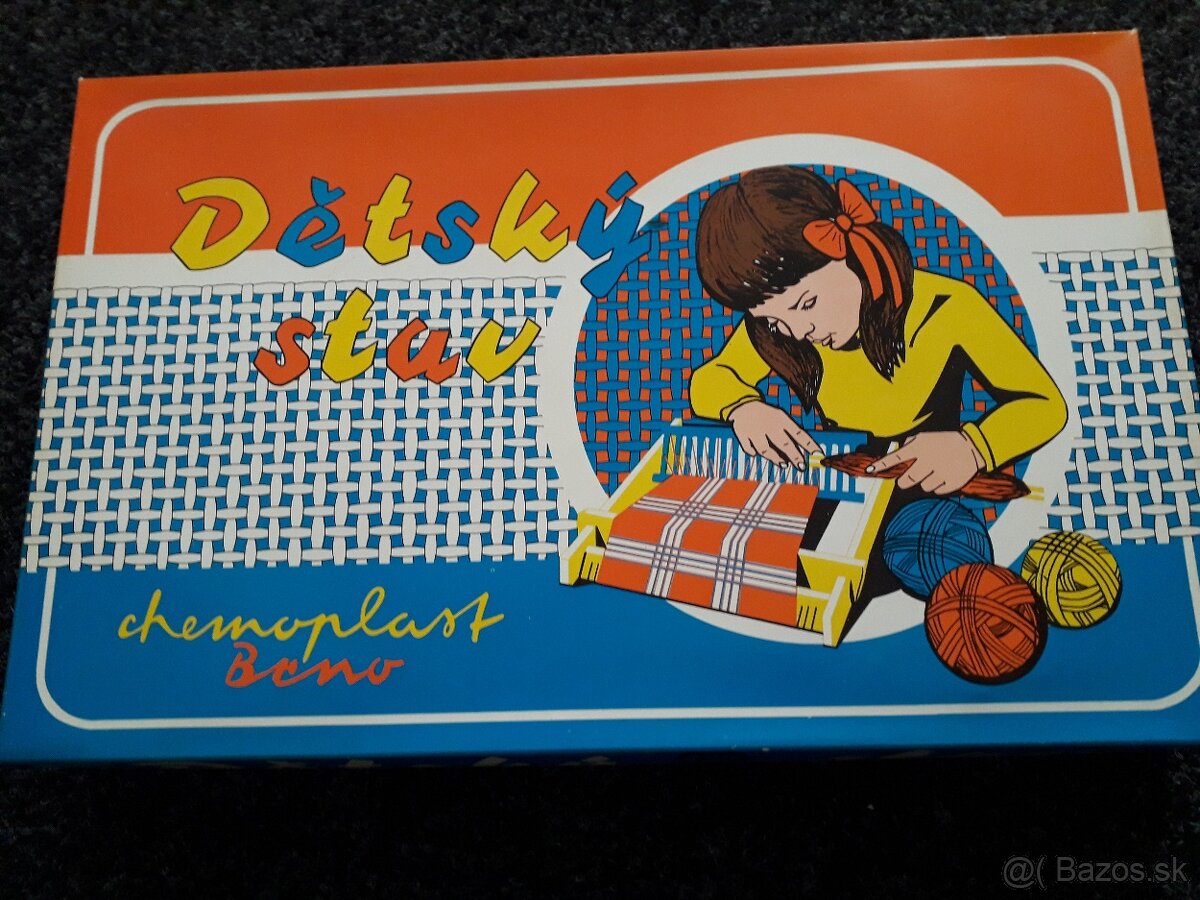 Dětský
stav
chemoplast
Brno
@( Bazos.sk